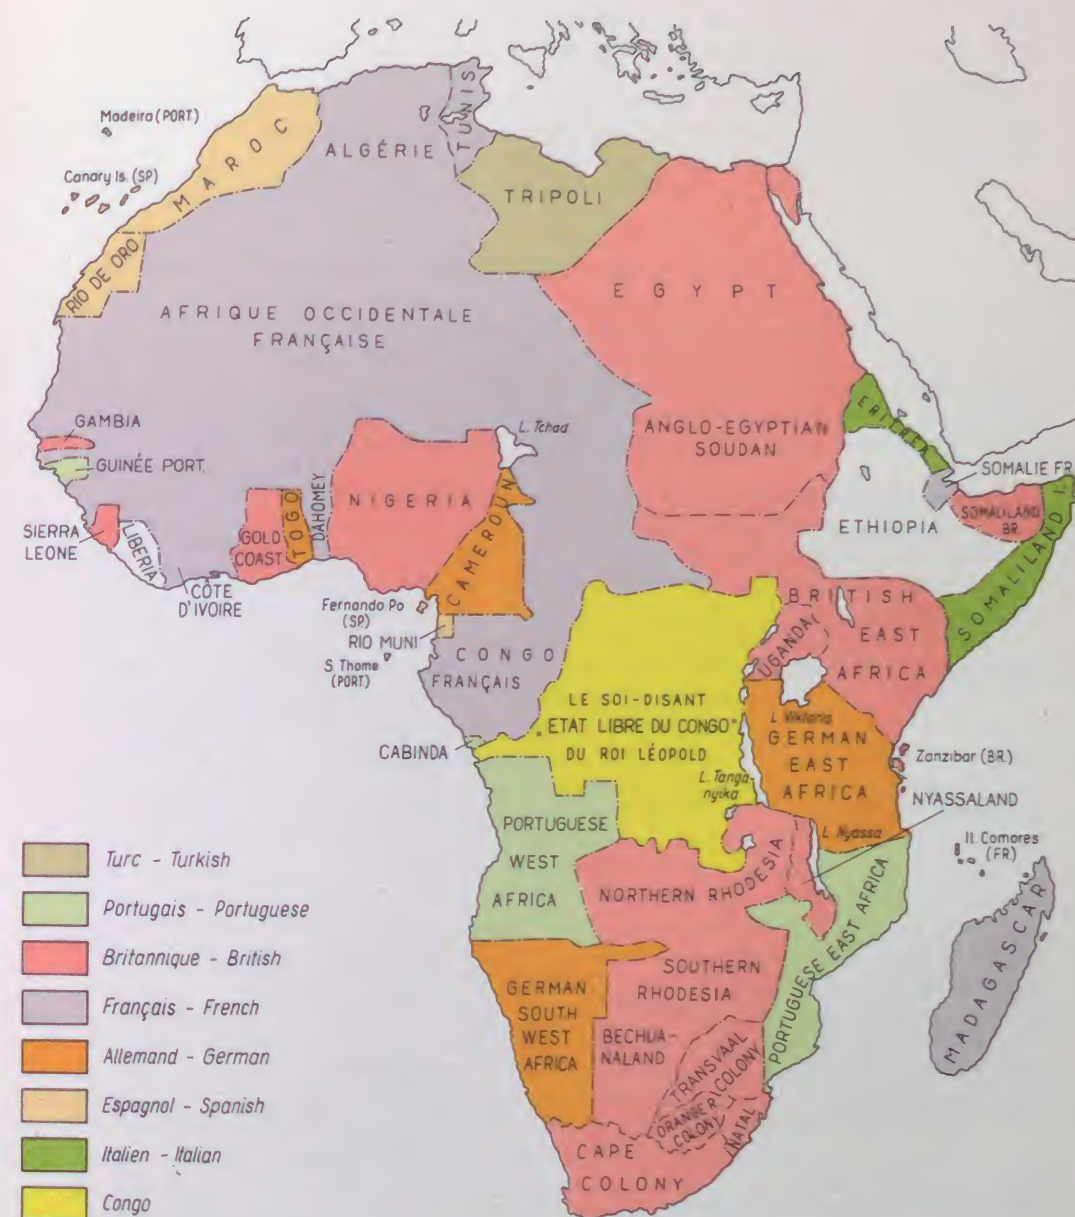 Madeira (PORT.)
Canary Is. (SP)
MAROC
ALGÉRIE
TUNIS
TRIPOLI
RIO DE ORO
EGYPT
AFRIQUE OCCIDENTALE
FRANÇAISE
GAMBIA
GUINÉE PORT.
L. Tchad
ANGLO-EGYPTIAN
SOUDAN
ERITREA
SOMALIE FR.
SOMALILAND
BR.
SOMALILAND I.
ETHIOPIA
SIERRA
LEONE
LIBERIA
CÔTE
D'IVOIRE
GOLD
COAST
TOGO
DAHOMEY
NIGERIA
CAMEROUN
Fernando Po
(SP.)
RIO MUNI
S. Thome
(PORT)
CONGO
FRANÇAIS
CABINDA
BRITISH
EAST
AFRICA
UGANDA
LE SOI-DISANT
„ETAT LIBRE DU CONGO"
DU ROI LÉOPOLD
L. Viktoria
GERMAN
EAST
AFRICA
L. Tanga-
nyika
Zanzibar (BR.)
NYASSALAND
L. Nyassa
Il. Comores
(FR.)
PORTUGUESE
WEST
AFRICA
NORTHERN RHODESIA
PORTUGUESE EAST AFRICA
MADAGASCAR
SOUTHERN
RHODESIA
GERMAN
SOUTH
WEST
AFRICA
BECHUA-
NALAND
TRANSVAAL
COLONY
ORANGER
COLONY
NATAL
CAPE
COLONY
Turc - Turkish
Portugais - Portuguese
Britannique - British
Français - French
Allemand - German
Espagnol - Spanish
Italien - Italian
Congo